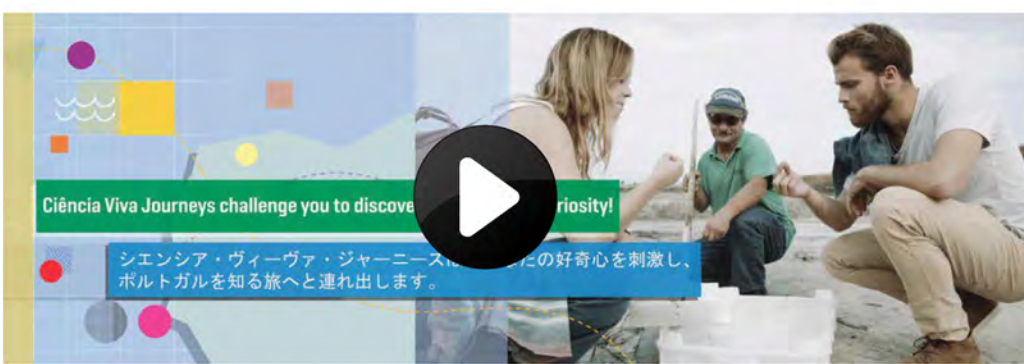 Ciência Viva Journeys challenge you to discove riosity!
シエンシア・ヴィーヴァ・ジャーニーズは たの好奇心を刺激し、
ポルトガルを知る旅へと連れ出します。